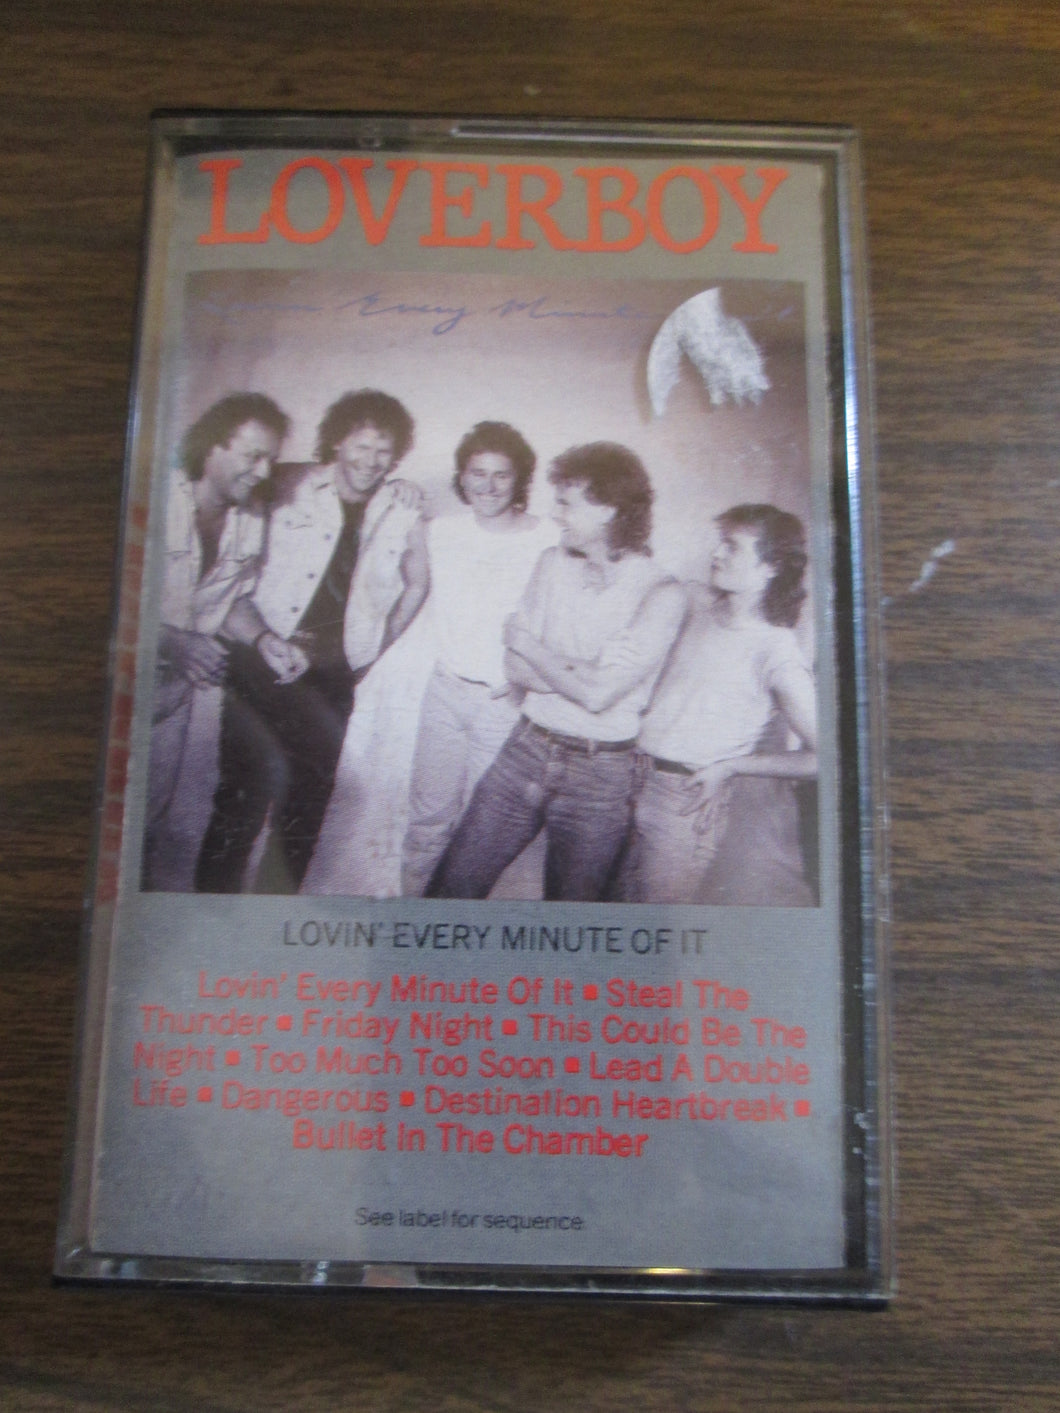 LOVERBOY
Every Minute
LOVIN' EVERY MINUTE OF IT
Lovin' Every Minute Of It ▪ Steal The
Thunder ▪ Friday Night ▪ This Could Be The
Night ▪ Too Much Too Soon ▪ Lead A Double
Life ▪ Dangerous ▪ Destination Heartbreak ▪
Bullet In The Chamber
See label for sequence